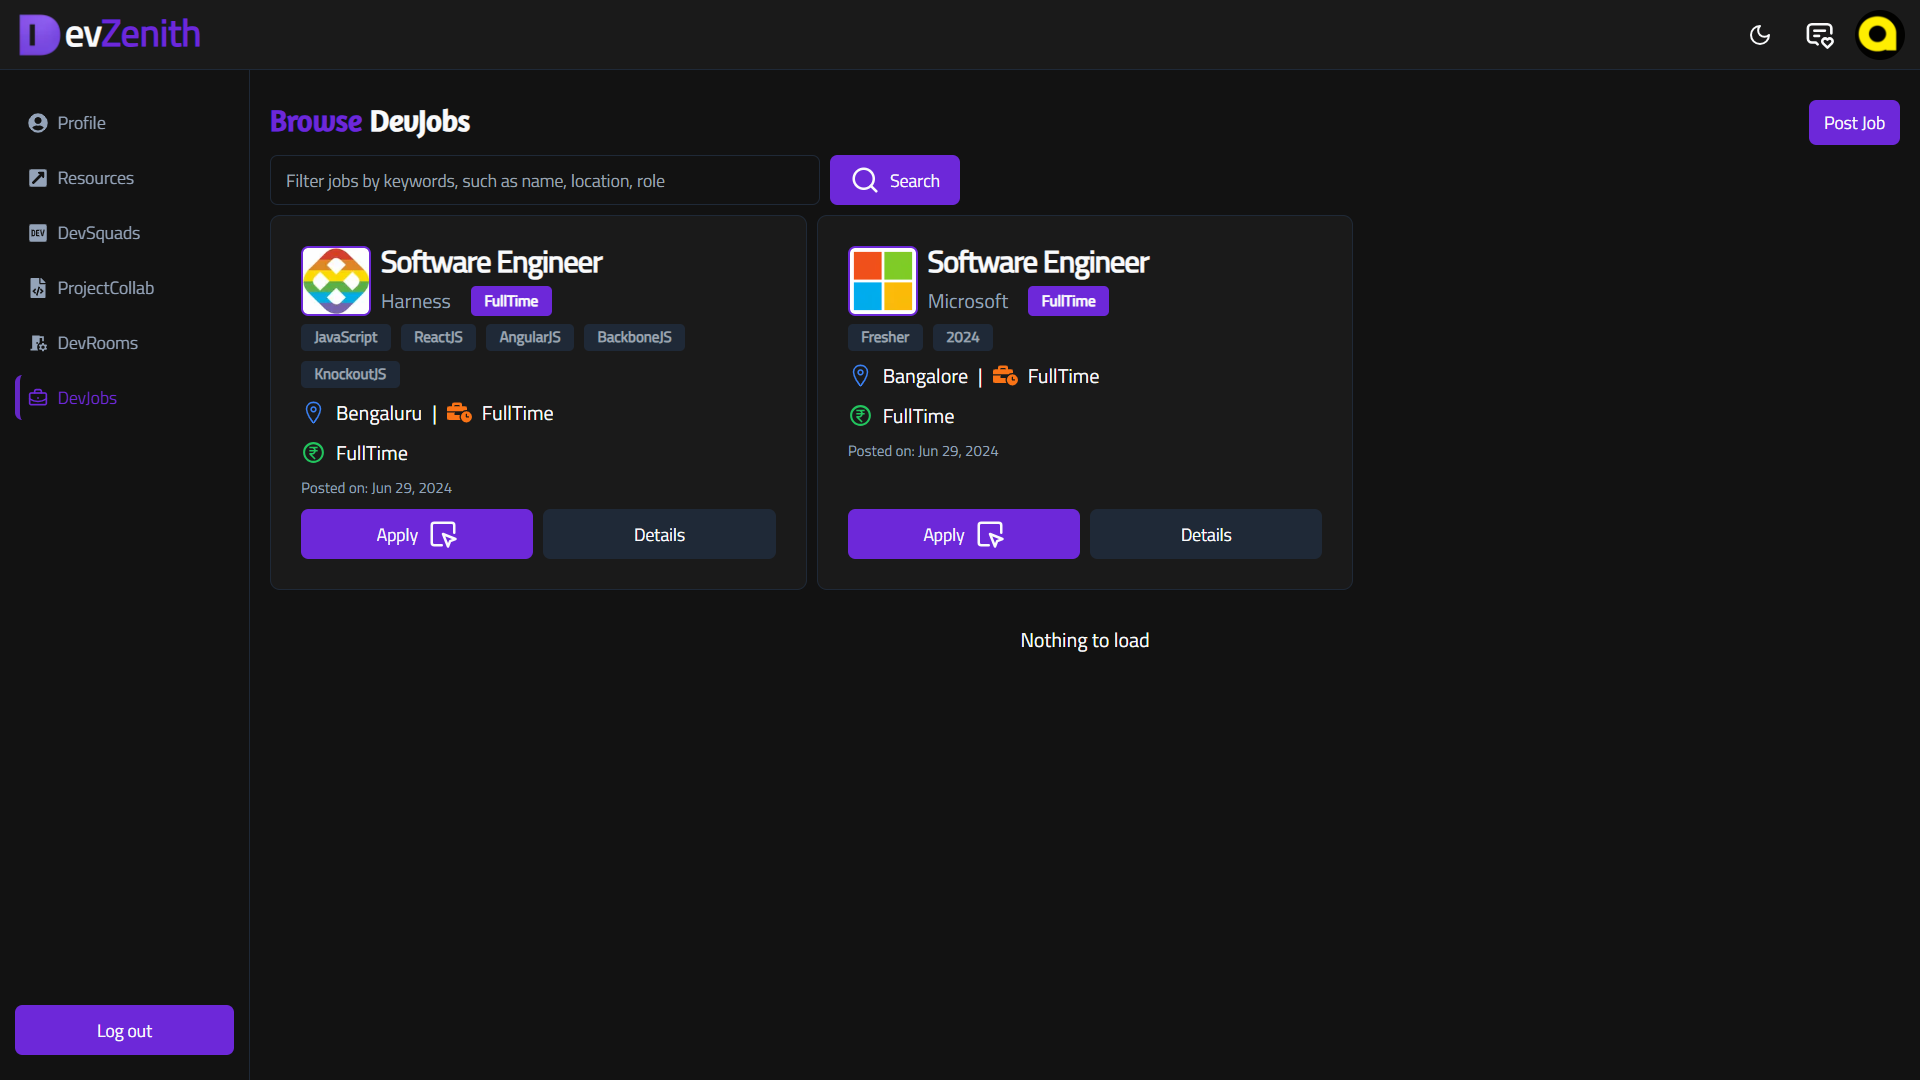 DevZenith
Profile
Resources
DEV DevSquads
ProjectCollab
DevRooms
DevJobs
Log out
Browse DevJobs
Post Job
Filter jobs by keywords, such as name, location, role
Search
Software Engineer
Harness FullTime
JavaScript ReactJS AngularJS BackboneJS
KnockoutJS
Bengaluru | FullTime
₹ FullTime
Posted on: Jun 29, 2024
Apply Details
Software Engineer
Microsoft FullTime
Fresher 2024
Bangalore | FullTime
₹ FullTime
Posted on: Jun 29, 2024
Apply Details
Nothing to load